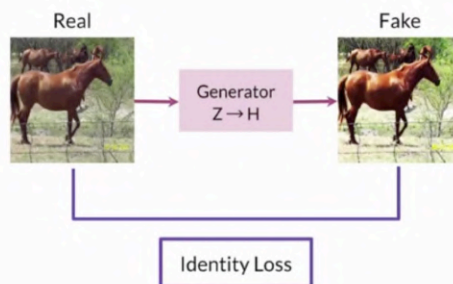 Real
Fake
Generator
Z → H
Identity Loss